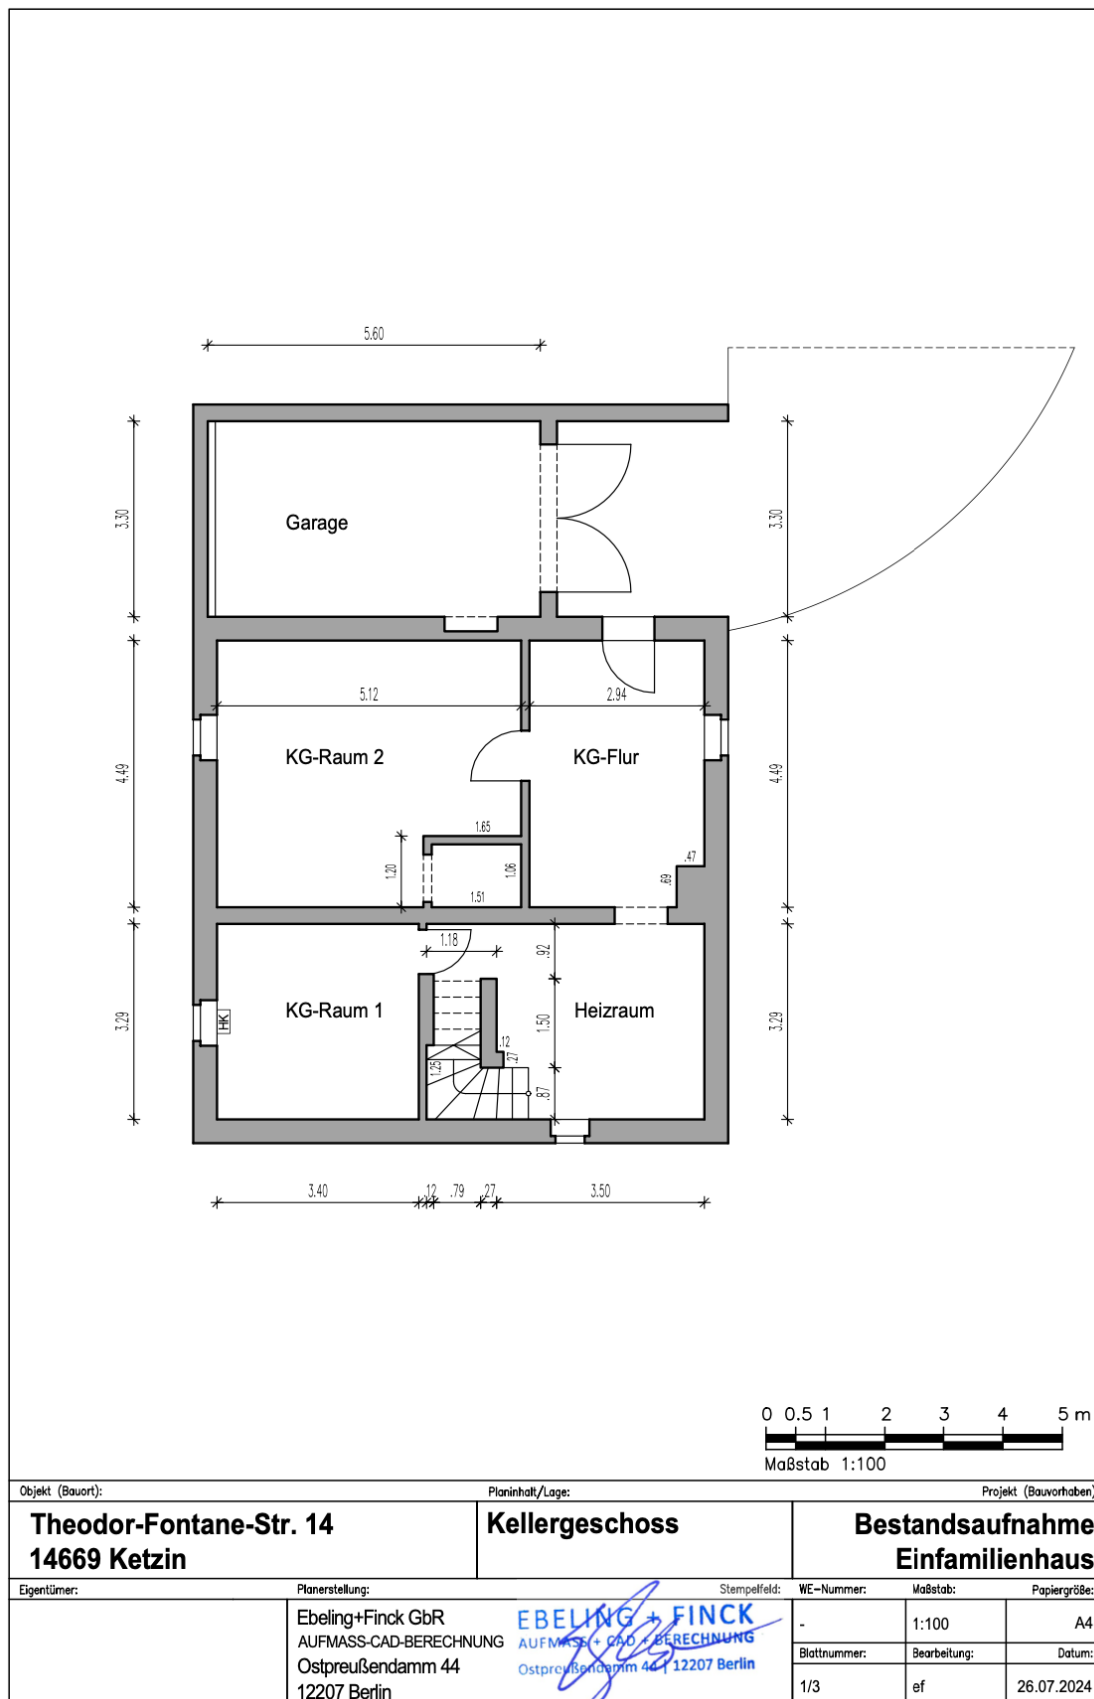 5.60
3.30
3.30
Garage
5.12
2.94
KG-Raum 2
KG-Flur
4.49
4.49
1.65
.47
1.20
1.06
.69
1.51
1.18
.92
KG-Raum 1
Heizraum
HK
3.29
1.50
3.29
.12
.27
1.25
.87
3.40
.12
.79
.27
3.50
0 0.5 1 2 3 4 5 m
Maßstab 1:100
Objekt (Bauort):
Planinhalt/Lage:
Projekt (Bauvorhaben)
Theodor-Fontane-Str. 14
14669 Ketzin
Kellergeschoss
Bestandsaufnahme
Einfamilienhaus
Eigentümer:
Planerstellung:
Ebeling+Finck GbR
AUFMASS-CAD-BERECHNUNG
Ostpreußendamm 44
12207 Berlin
Stempelfeld:
EBELING + FINCK
AUFMASS + CAD + BERECHNUNG
Ostpreußendamm 44 | 12207 Berlin
WE-Nummer:
Maßstab:
Papiergröße:
-
1:100
A4
Blattnummer:
Bearbeitung:
Datum:
1/3
ef
26.07.2024